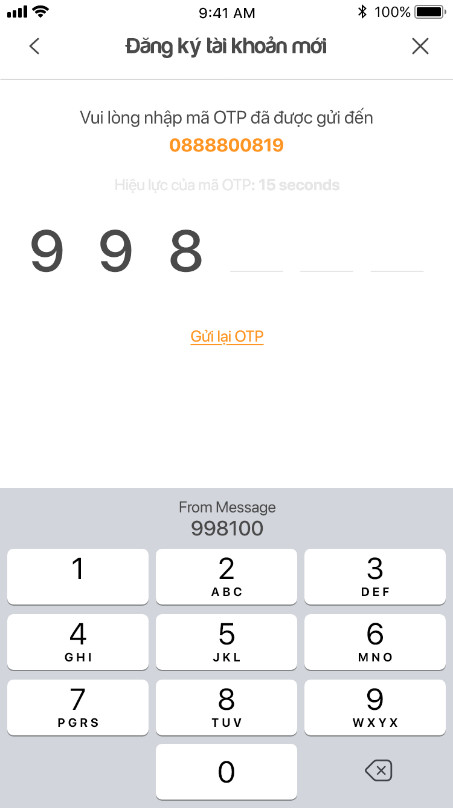 9:41 AM 100%
Đăng ký tài khoản mới
Vui lòng nhập mã OTP đã được gửi đến
0888800819
Hiệu lực của mã OTP: 15 seconds
9 9 8
Gửi lại OTP
From Message
998100
1 2 3
ABC DEF
4 5 6
GHI JKL MNO
7 8 9
PGRS TUV WXYX
0